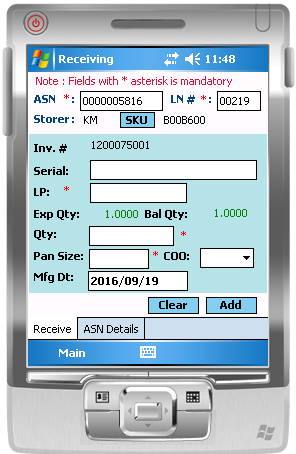 Receiving 11:48
Note : Fields with * asterisk is mandatory
ASN *: 0000005816 LN # *: 00219
Storer: KM SKU B00B600
Inv. # 1200075001
Serial:
LP: *
Exp Qty: 1.0000 Bal Qty: 1.0000
Qty: *
Pan Size: * COO:
Mfg Dt: 2016/09/19
Clear Add
Receive ASN Details
Main